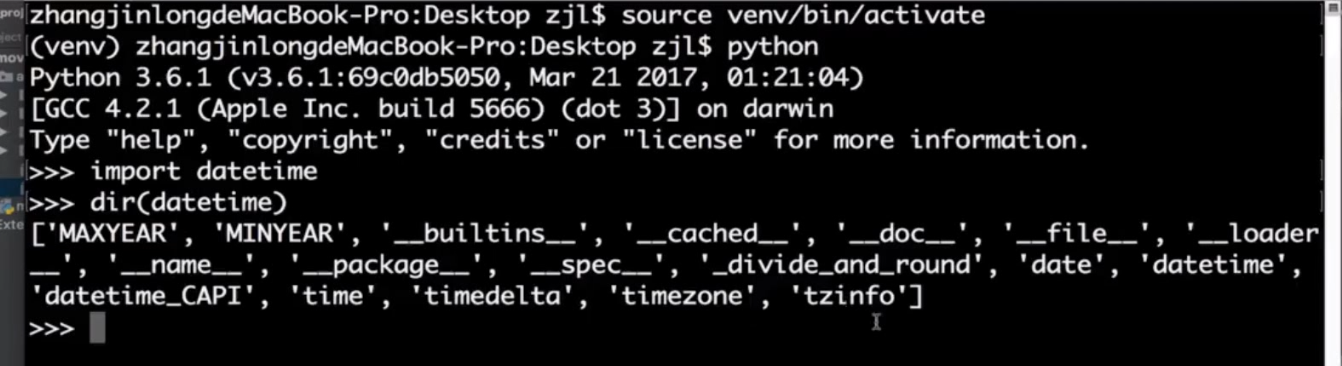 zhangjinlongdeMacBook-Pro:Desktop zjl$ source venv/bin/activate
(venv) zhangjinlongdeMacBook-Pro:Desktop zjl$ python
Python 3.6.1 (v3.6.1:69c0db5050, Mar 21 2017, 01:21:04)
[GCC 4.2.1 (Apple Inc. build 5666) (dot 3)] on darwin
Type "help", "copyright", "credits" or "license" for more information.
>>> import datetime
>>> dir(datetime)
['MAXYEAR', 'MINYEAR', '__builtins__', '__cached__', '__doc__', '__file__', '__loader
__', '__name__', '__package__', '__spec__', '_divide_and_round', 'date', 'datetime',
'datetime_CAPI', 'time', 'timedelta', 'timezone', 'tzinfo']
>>>